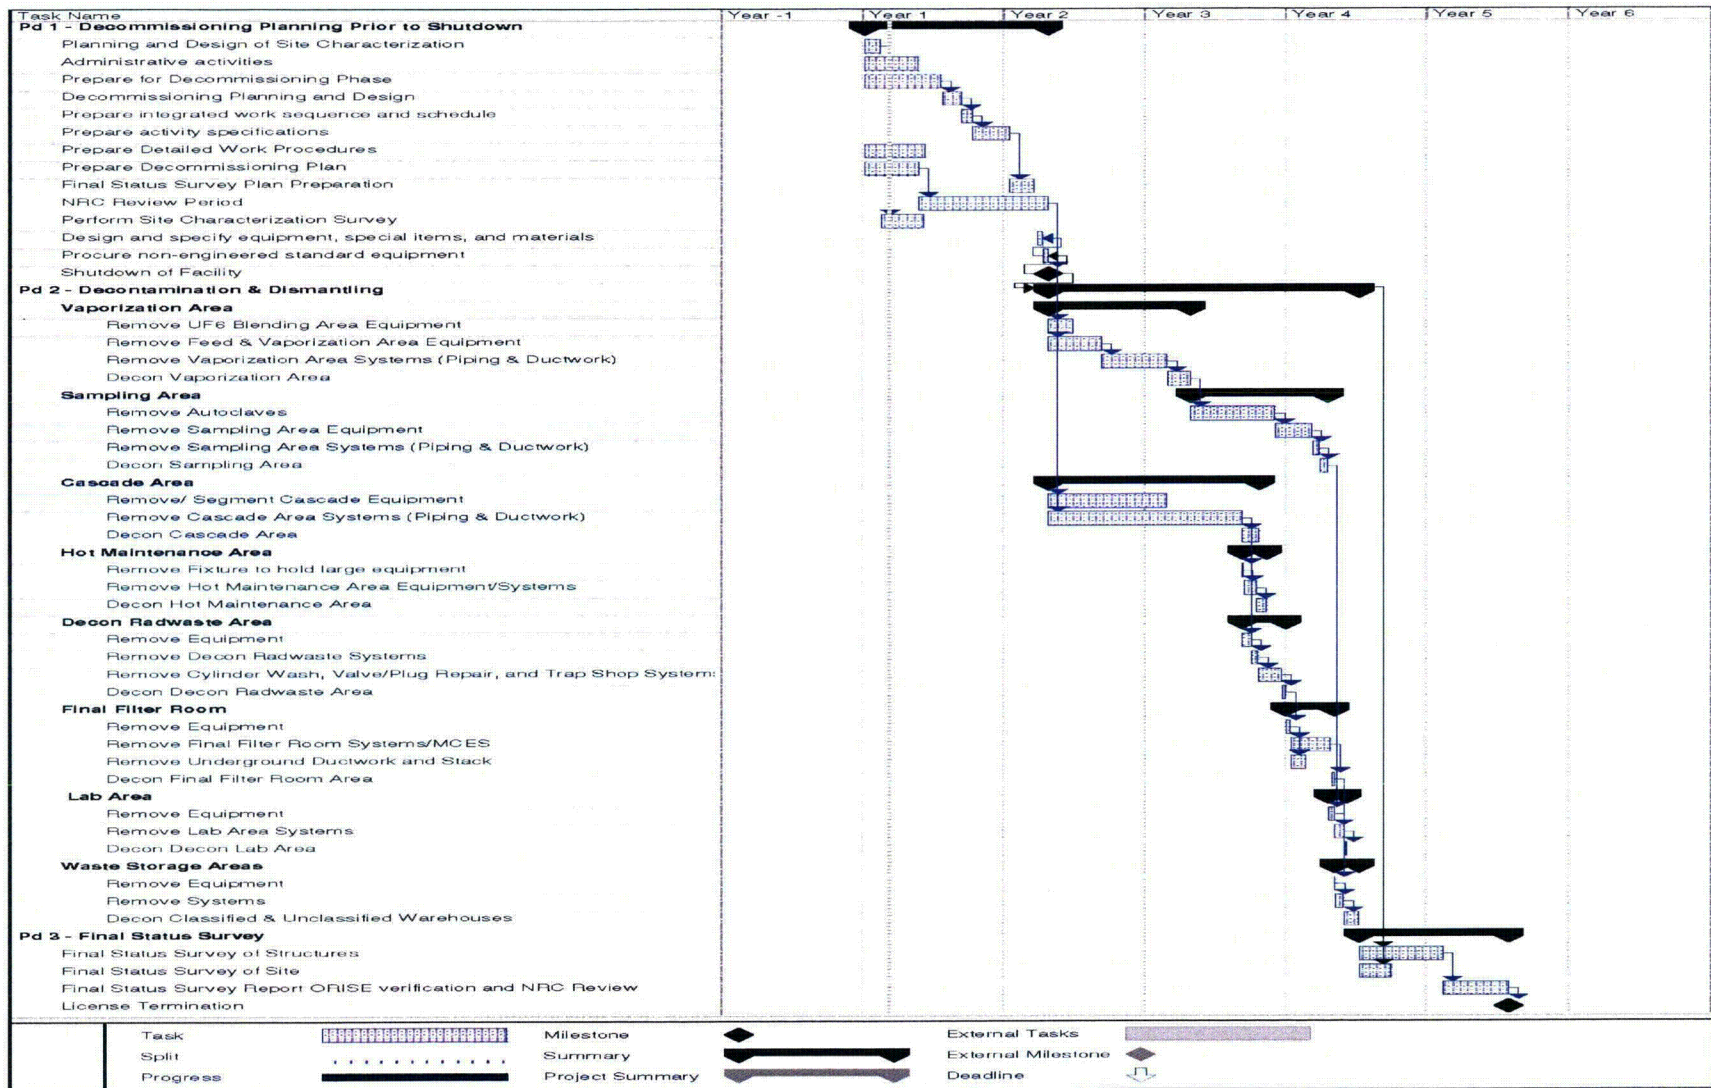 Task Name Year -1 Year 1 Year 2 Year 3 Year 4 Year 5 Year 6
Pd 1 - Decommissioning Planning Prior to Shutdown
Planning and Design of Site Characterization
Administrative activities
Prepare for Decommissioning Phase
Decommissioning Planning and Design
Prepare integrated work sequence and schedule
Prepare activity specifications
Prepare Detailed Work Procedures
Prepare Decommissioning Plan
Final Status Survey Plan Preparation
NRC Review Period
Perform Site Characterization Survey
Design and specify equipment, special items, and materials
Procure non-engineered standard equipment
Shutdown of Facility
Pd 2 - Decontamination & Dismantling
Vaporization Area
Remove UF6 Blending Area Equipment
Remove Feed & Vaporization Area Equipment
Remove Vaporization Area Systems (Piping & Ductwork)
Decon Vaporization Area
Sampling Area
Remove Autoclaves
Remove Sampling Area Equipment
Remove Sampling Area Systems (Piping & Ductwork)
Decon Sampling Area
Cascade Area
Remove/ Segment Cascade Equipment
Remove Cascade Area Systems (Piping & Ductwork)
Decon Cascade Area
Hot Maintenance Area
Remove Fixture to hold large equipment
Remove Hot Maintenance Area Equipment/Systems
Decon Hot Maintenance Area
Decon Radwaste Area
Remove Equipment
Remove Decon Radwaste Systems
Remove Cylinder Wash, Valve/Plug Repair, and Trap Shop Systems
Decon Decon Radwaste Area
Final Filter Room
Remove Equipment
Remove Final Filter Room Systems/MCES
Remove Underground Ductwork and Stack
Decon Final Filter Room Area
Lab Area
Remove Equipment
Remove Lab Area Systems
Decon Decon Lab Area
Waste Storage Areas
Remove Equipment
Remove Systems
Decon Classified & Unclassified Warehouses
Pd 3 - Final Status Survey
Final Status Survey of Structures
Final Status Survey of Site
Final Status Survey Report ORISE verification and NRC Review
License Termination
Task Milestone External Tasks
Split Summary External Milestone
Progress Project Summary Deadline